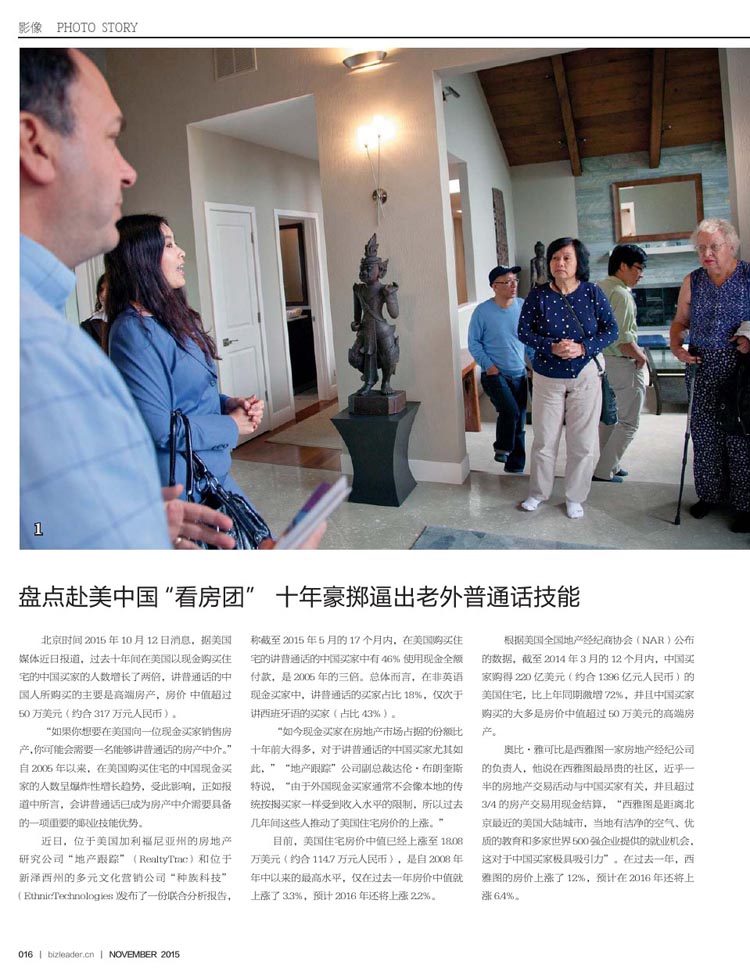 影像 PHOTO STORY
1
盘点赴美中国“看房团” 十年豪掷逼出老外普通话技能
北京时间 2015 年 10 月 12 日消息，据美国
媒体近日报道，过去十年间在美国以现金购买住
宅的中国买家的人数增长了两倍，讲普通话的中
国人所购买的主要是高端房产，房价 中值超过
50 万美元（约合 317 万元人民币）。
“如果你想要在美国向一位现金买家销售房
产，你可能会需要一名能够讲普通话的房产中介。”
自 2005 年以来，在美国购买住宅的中国现金买
家的人数呈爆炸性增长趋势，受此影响，正如报
道中所言，会讲普通话已成为房产中介需要具备
的一项重要的职业技能优势。
近日，位于美国加利福尼亚州的房地产
研究公司“地产跟踪”（RealtyTrac）和位于
新泽西州的多元文化营销公司“种族科技”
（EthnicTechnologies）发布了一份联合分析报告，
称截至 2015 年 5 月的 17 个月内，在美国购买住
宅的讲普通话的中国买家中有 46% 使用现金全额
付款，是 2005 年的三倍。总体而言，在非英语
现金买家中，讲普通话的买家占比 18%，仅次于
讲西班牙语的买家（占比 43%）。
“如今现金买家在房地产市场占据的份额比
十年前大得多，对于讲普通话的中国买家尤其如
此，”“地产跟踪”公司副总裁达伦·布朗奎斯
特说，“由于外国现金买家通常不会像本地的传
统按揭买家一样受到收入水平的限制，所以过去
几年间这些人推动了美国住宅房价的上涨。”
目前，美国住宅房价中值已经上涨至 18.08
万美元（约合 114.7 万元人民币），是自 2008 年
年中以来的最高水平，仅在过去一年房价中值就
上涨了 3.3%，预计 2016 年还将上涨 2.2%。
根据美国全国地产经纪商协会（NAR）公布
的数据，截至 2014 年 3 月的 12 个月内，中国买
家购得 220 亿美元（约合 1396 亿元人民币）的
美国住宅，比上年同期激增 72%，并且中国买家
购买的大多是房价中值超过 50 万美元的高端房
产。
奥比·雅可比是西雅图一家房地产经纪公司
的负责人，他说在西雅图最昂贵的社区，近乎一
半的房地产交易活动与中国买家有关，并且超过
3/4 的房产交易用现金结算，“西雅图是距离北
京最近的美国大陆城市，当地有洁净的空气、优
质的教育和多家世界 500 强企业提供的就业机会，
这对于中国买家极具吸引力”。在过去一年，西
雅图的房价上涨了 12%，预计在 2016 年还将上
涨 6.4%。
016 | bizleader.cn | NOVEMBER 2015